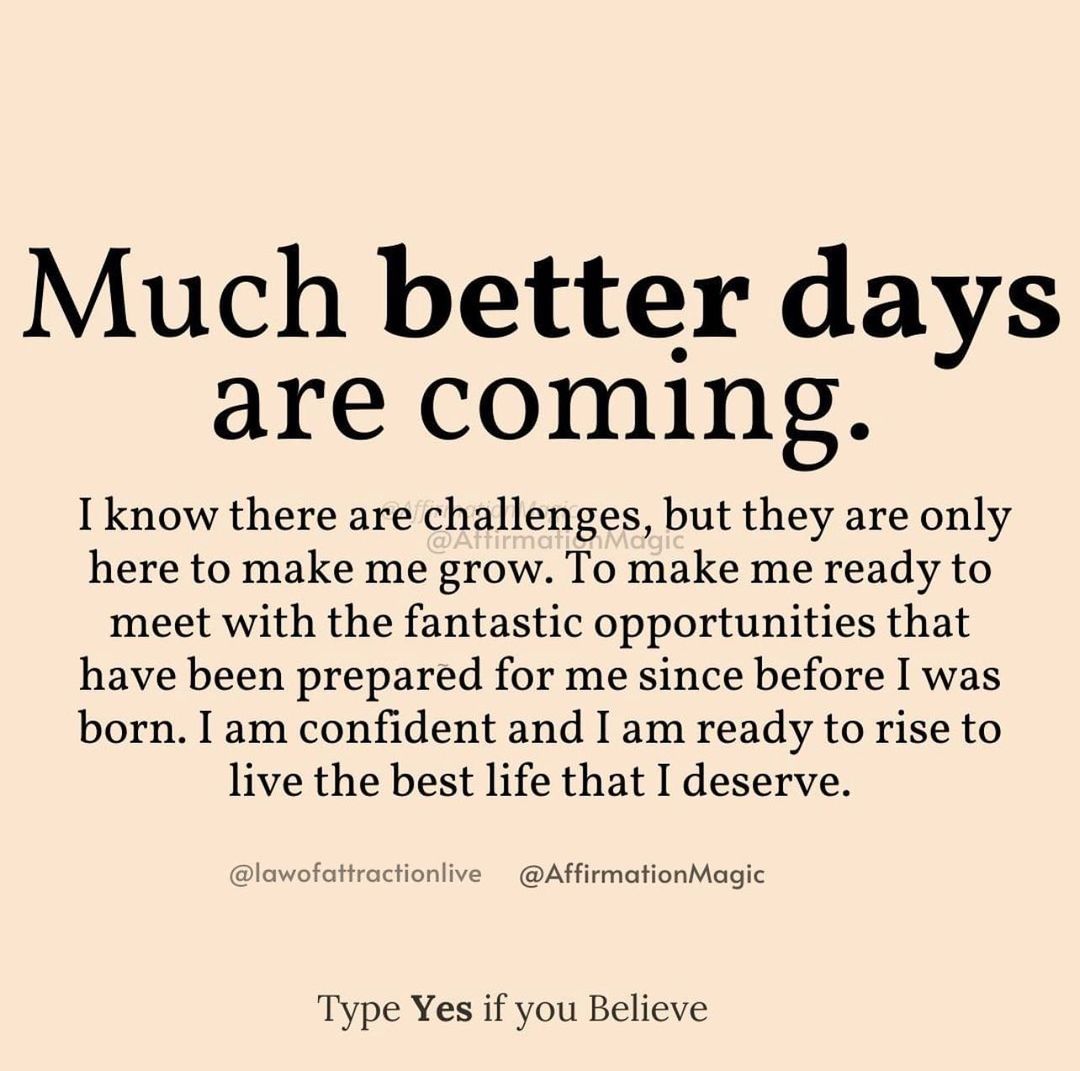 Much better days
are coming.
@AffirmationMagic
I know there are challenges, but they are only
@AffirmationMagic
here to make me grow. To make me ready to
meet with the fantastic opportunities that
have been prepared for me since before I was
born. I am confident and I am ready to rise to
live the best life that I deserve.
@lawofattractionlive @AffirmationMagic
Type Yes if you Believe